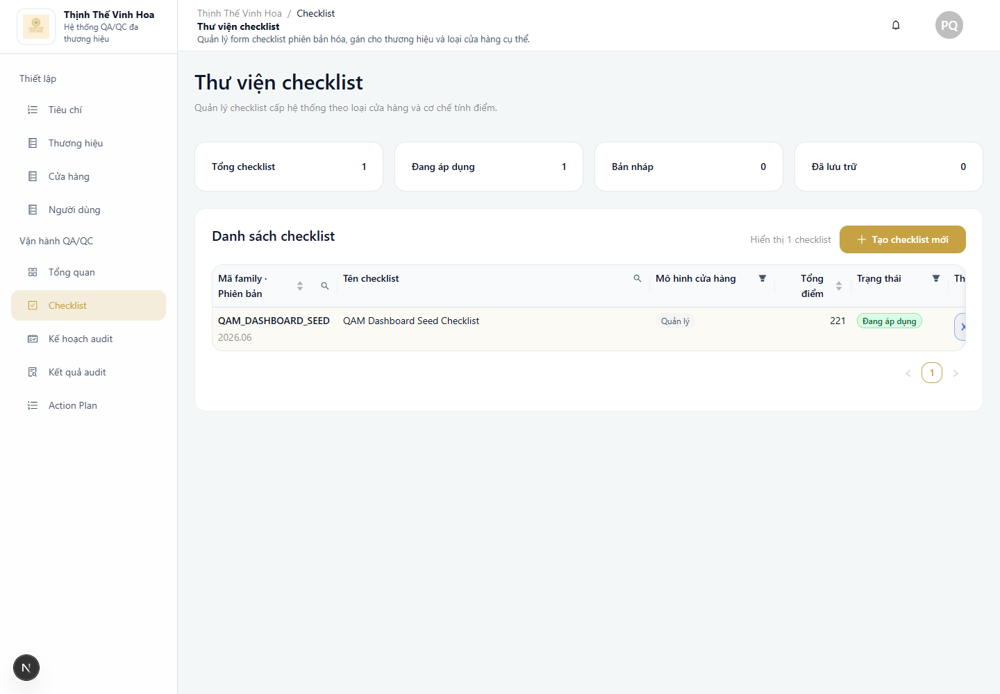 Thịnh Thế Vinh Hoa
Hệ thống QA/QC đa
thương hiệu
Thiết lập
Tiêu chí
Thương hiệu
Cửa hàng
Người dùng
Vận hành QA/QC
Tổng quan
Checklist
Kế hoạch audit
Kết quả audit
Action Plan
N
Thịnh Thế Vinh Hoa / Checklist
Thư viện checklist
Quản lý form checklist phiên bản hóa, gán cho thương hiệu và loại cửa hàng cụ thể.
PQ
Thư viện checklist
Quản lý checklist cấp hệ thống theo loại cửa hàng và cơ chế tính điểm.
Tổng checklist 1
Đang áp dụng 1
Bản nháp 0
Đã lưu trữ 0
Danh sách checklist
Hiển thị 1 checklist
Tạo checklist mới
Mã family ·
Phiên bản
Tên checklist
Mô hình cửa hàng
Tổng
điểm
Trạng thái
Th
QAM_DASHBOARD_SEED
2026.06
QAM Dashboard Seed Checklist
Quản lý
221
Đang áp dụng
1